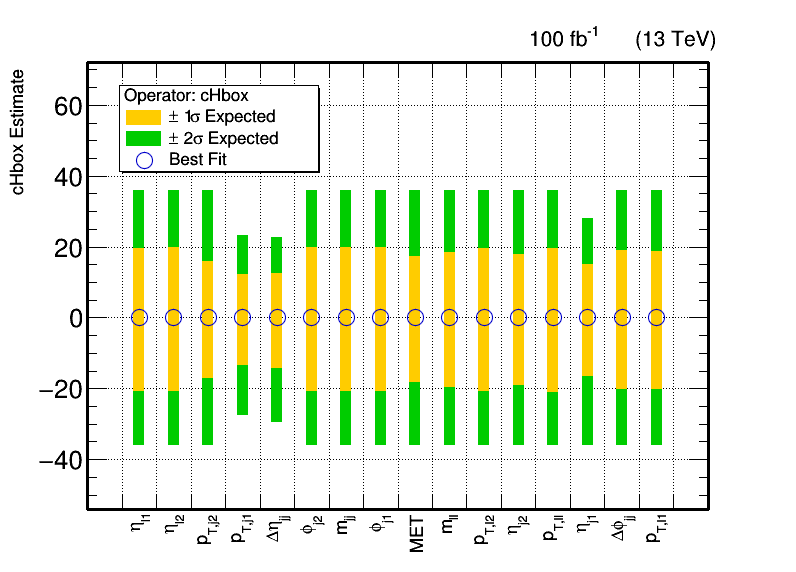 100 fb⁻¹ (13 TeV)
cHbox Estimate
Operator: cHbox
± 1σ Expected
± 2σ Expected
Best Fit
60
40
20
0
−20
−40
η_l1 η_l2 p_T,j2 p_T,j1 Δη_jj φ_j2 m_jj φ_j1 MET m_ll p_T,l2 η_j2 p_T,ll η_j1 Δφ_jj p_T,l1